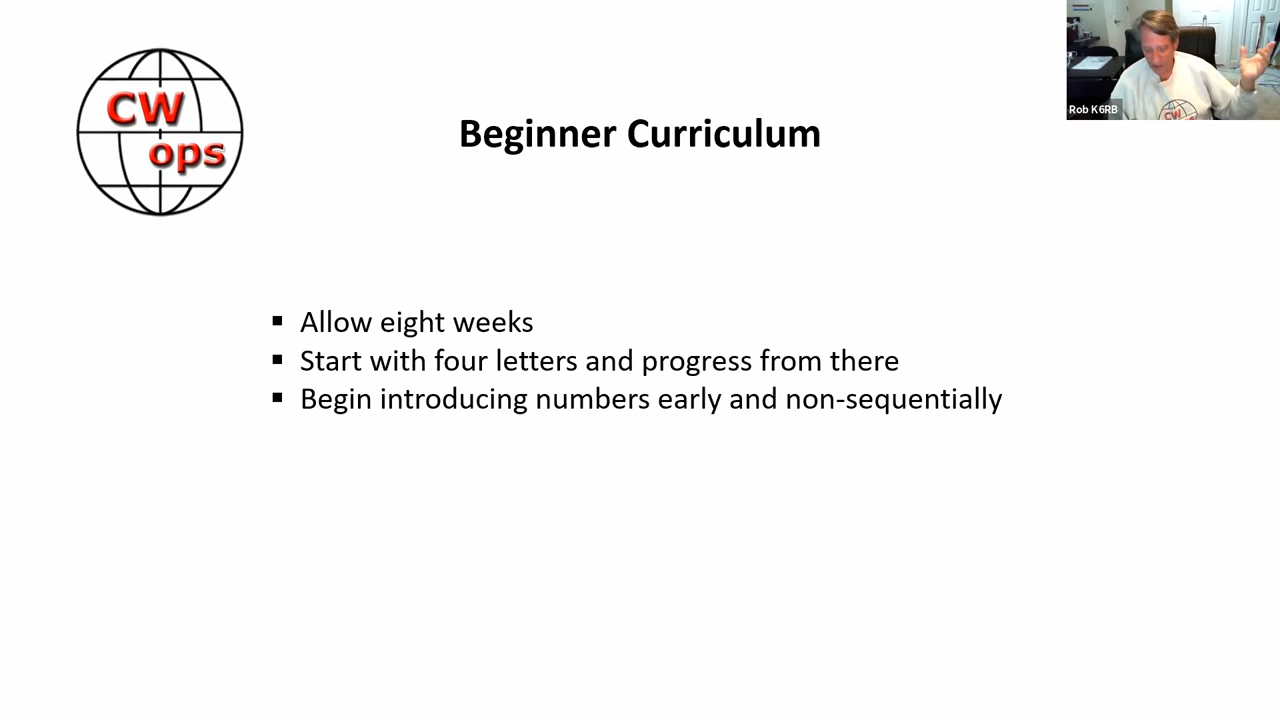 CW
ops
Rob K6RB
CW
Beginner Curriculum
▪ Allow eight weeks
▪ Start with four letters and progress from there
▪ Begin introducing numbers early and non-sequentially